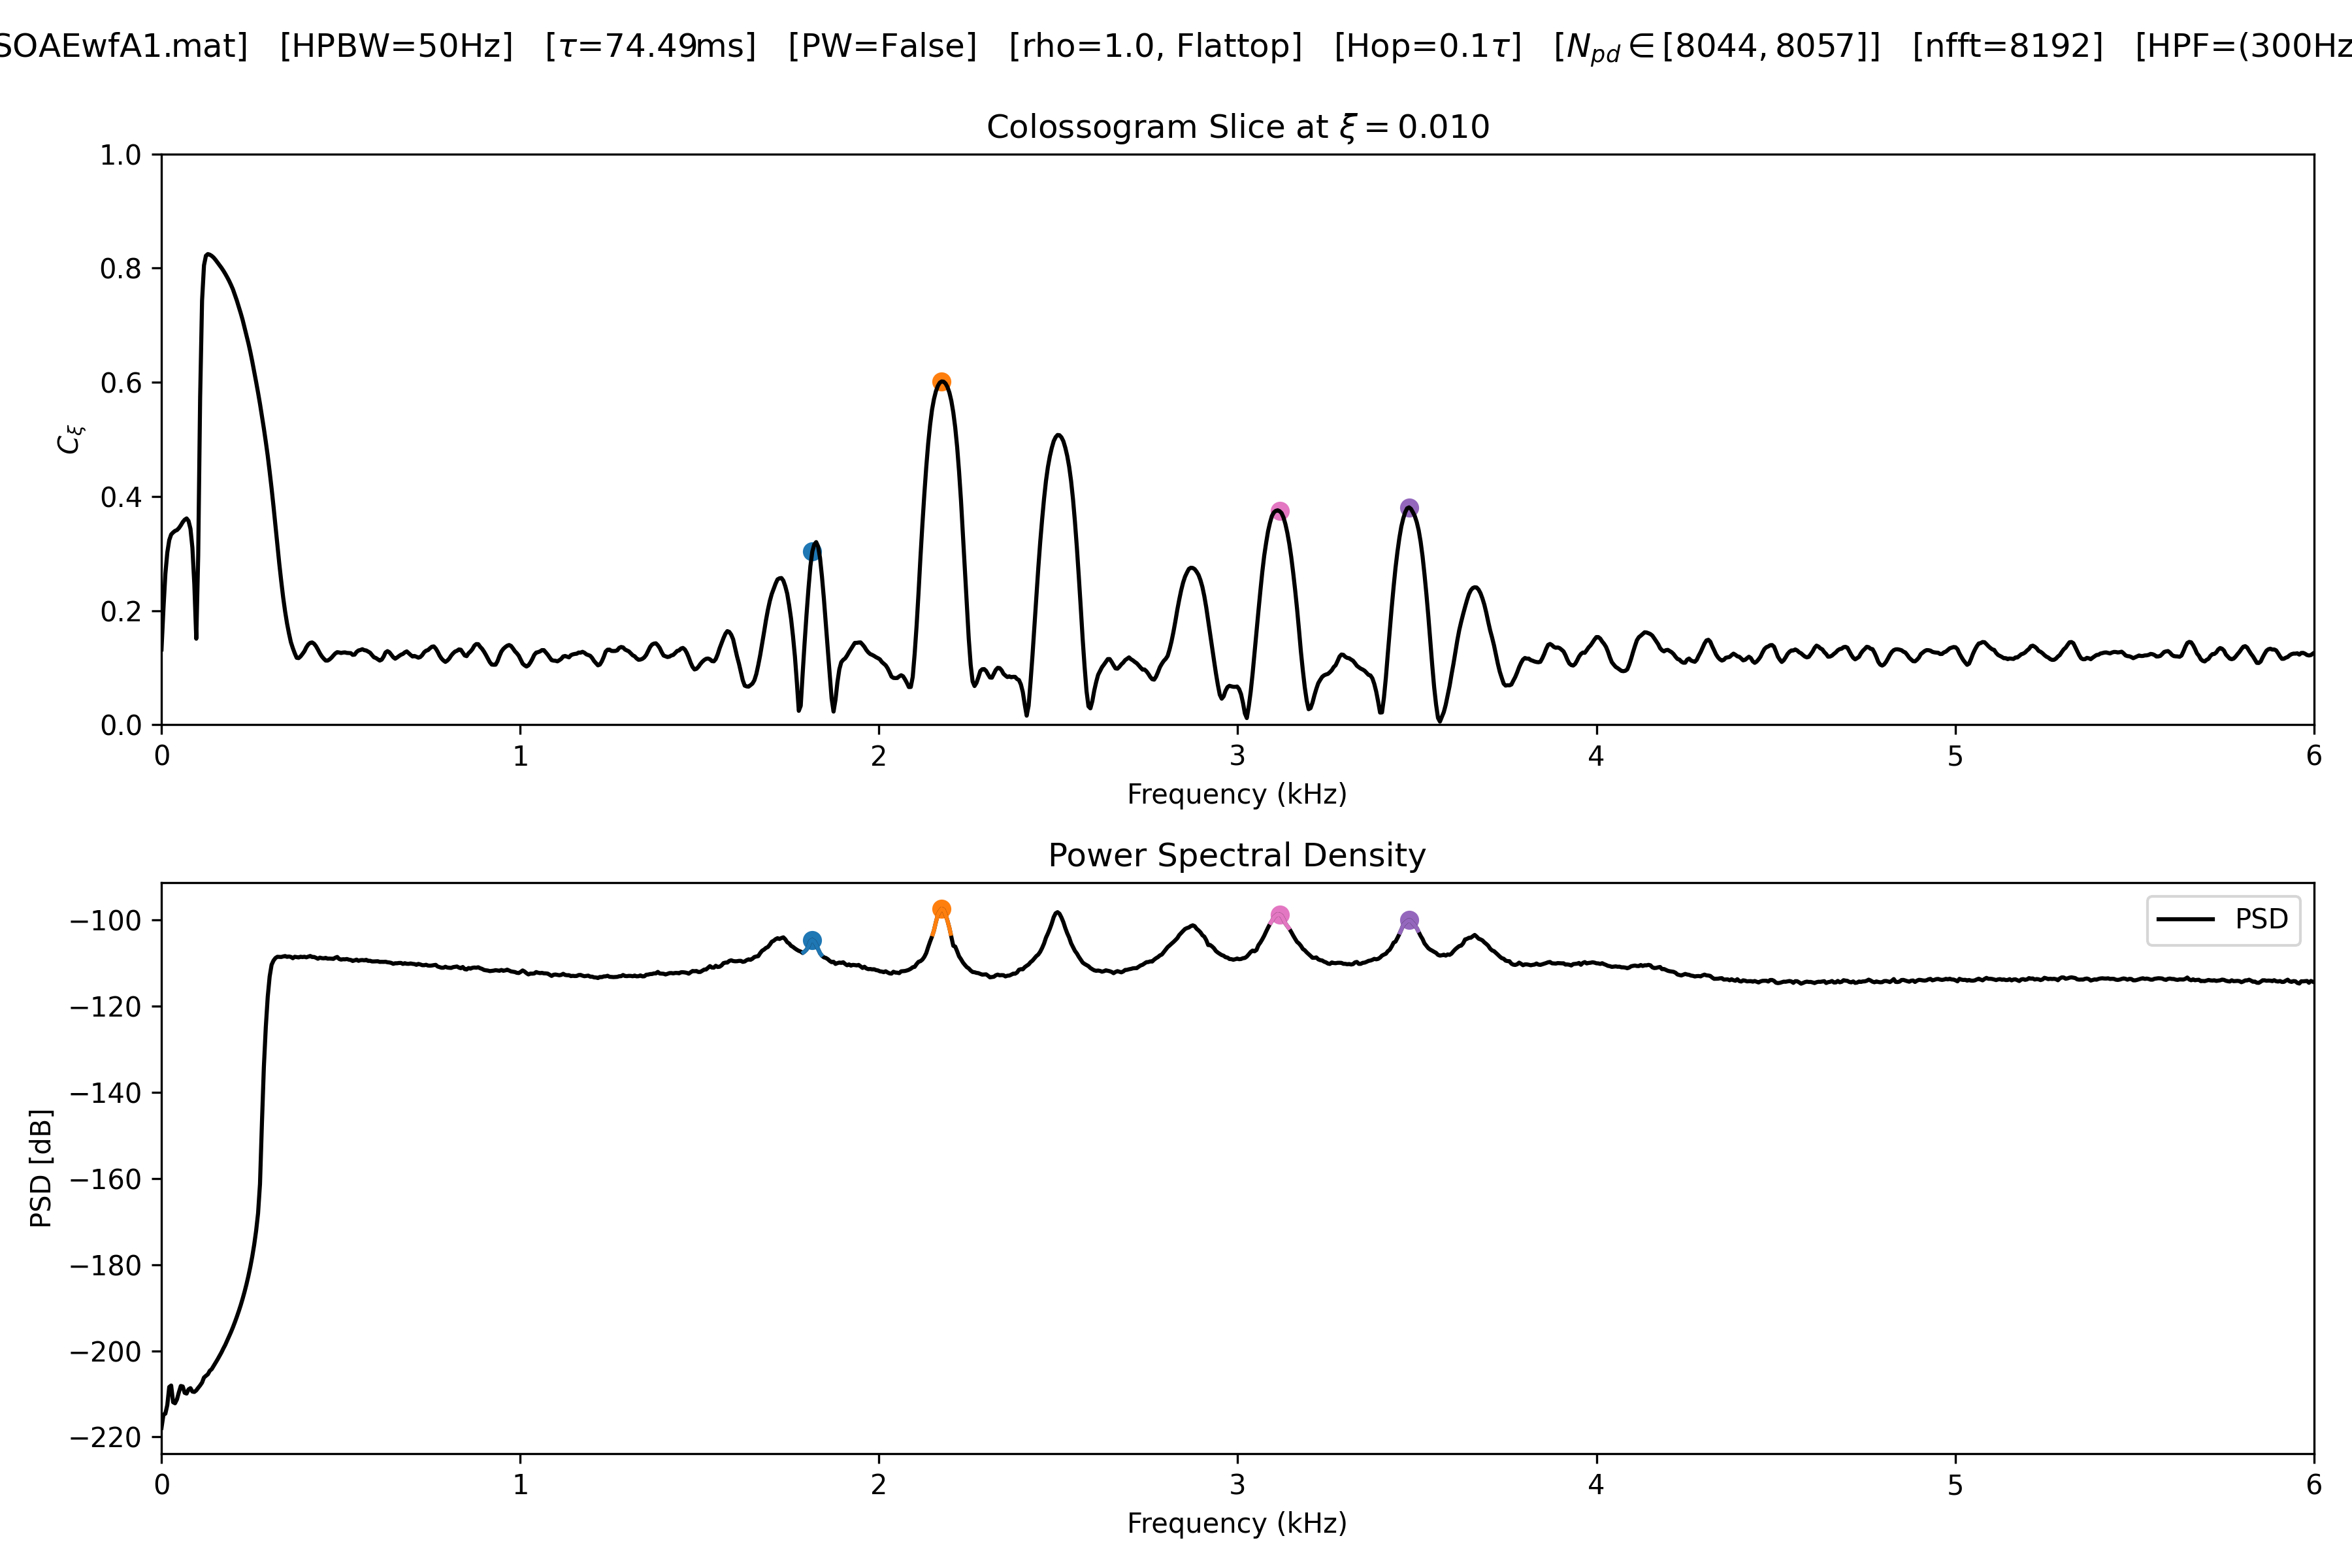 SOAEwfA1.mat] [HPBW=50Hz] [τ=74.49ms] [PW=False] [rho=1.0, Flattop] [Hop=0.1τ] [N_pd ∈ [8044, 8057]] [nfft=8192] [HPF=(300Hz
Colossogram Slice at ξ = 0.010
1.0
0.8
0.6
0.4
0.2
0.0
C_ξ
0 1 2 3 4 5 6
Frequency (kHz)
Power Spectral Density
PSD
−100
−120
−140
−160
−180
−200
−220
PSD [dB]
0 1 2 3 4 5 6
Frequency (kHz)